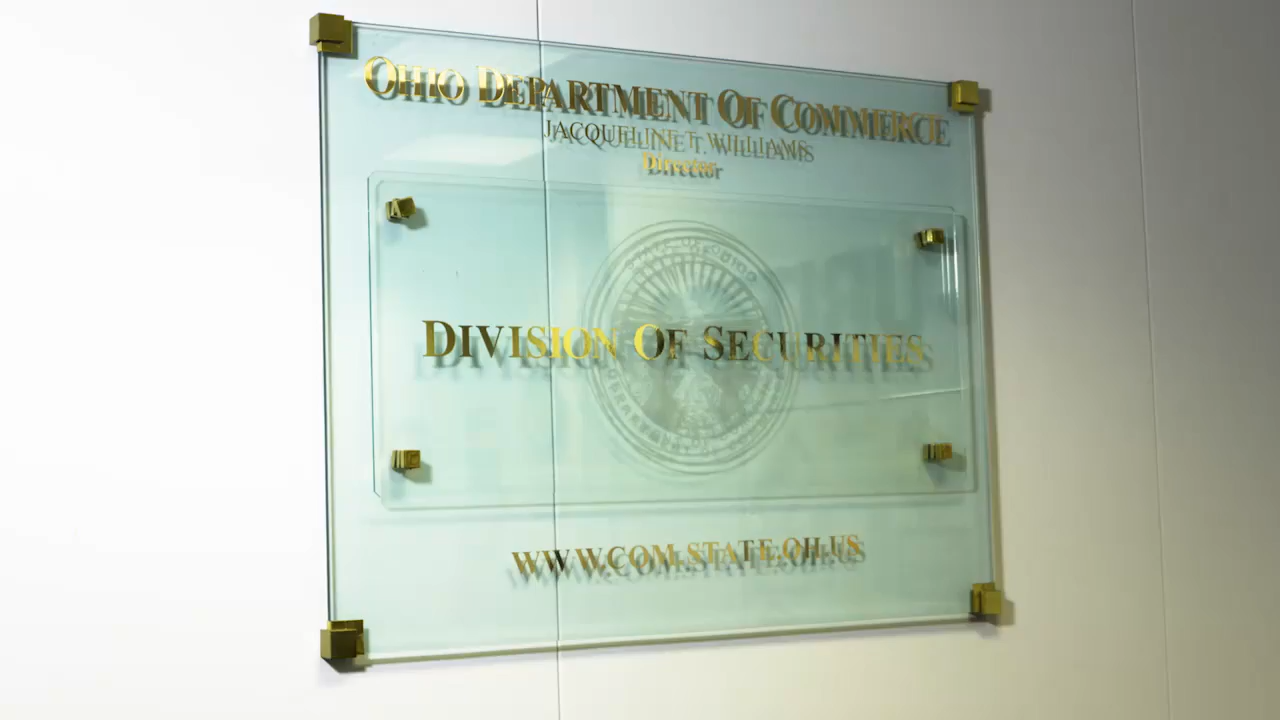 OHIO DEPARTMENT OF COMMERCE
JACQUELINE T. WILLIAMS
Director
DIVISION OF SECURITIES
WWW.COM.STATE.OH.US